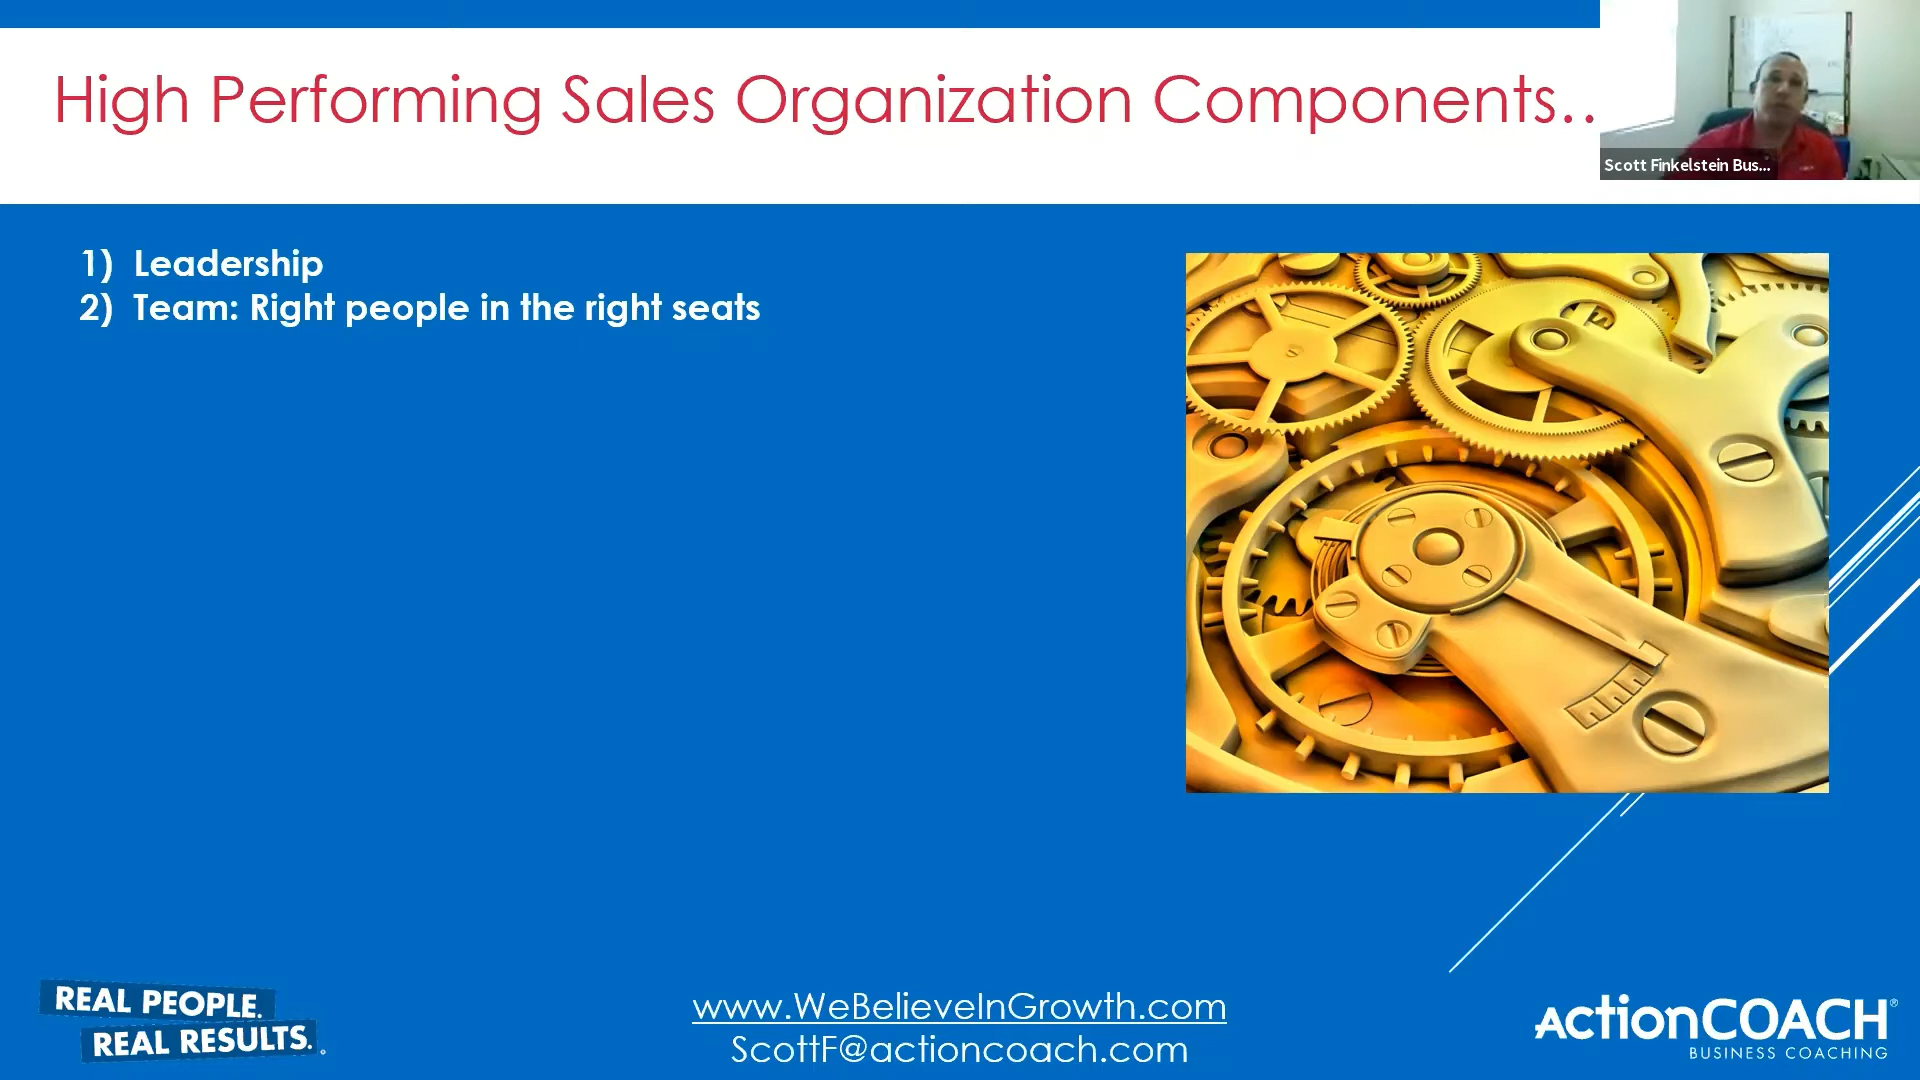 High Performing Sales Organization Components..
Scott Finkelstein Bus...
1) Leadership
2) Team: Right people in the right seats
REAL PEOPLE.
REAL RESULTS.
www.WeBelieveInGrowth.com
ScottF@actioncoach.com
ActionCOACH®
BUSINESS COACHING